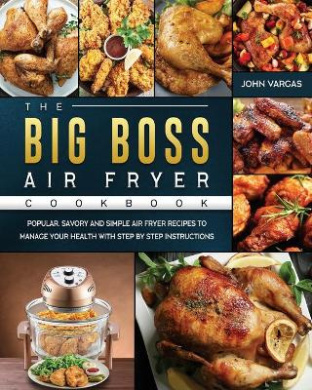 JOHN VARGAS
THE
BIG BOSS
AIR FRYER
COOKBOOK
POPULAR, SAVORY AND SIMPLE AIR FRYER RECIPES TO
MANAGE YOUR HEALTH WITH STEP BY STEP INSTRUCTIONS